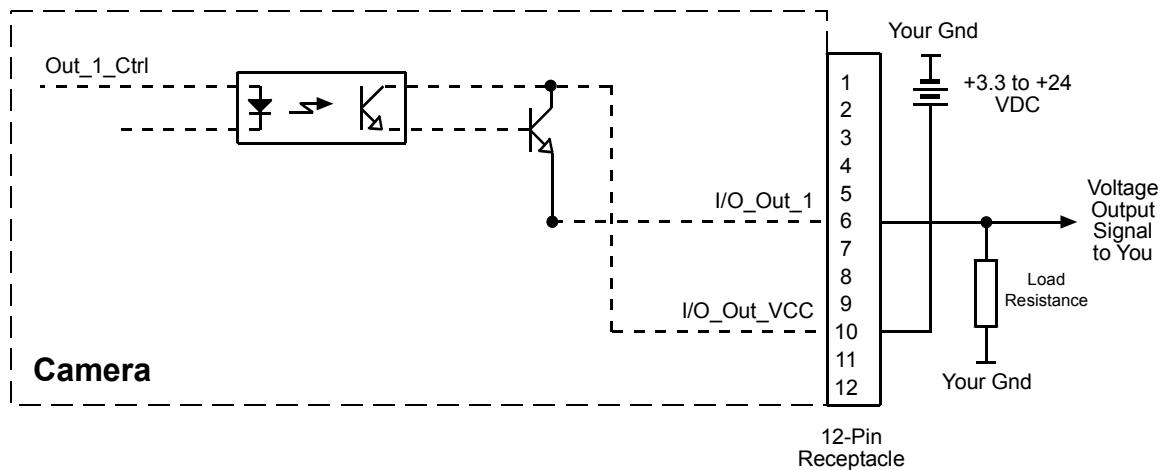 Your Gnd
Out_1_Ctrl
+3.3 to +24
VDC
1
2
3
4
5
6
7
8
9
10
11
12
I/O_Out_1
Voltage
Output
Signal
to You
Load
Resistance
I/O_Out_VCC
Camera
Your Gnd
12-Pin
Receptacle